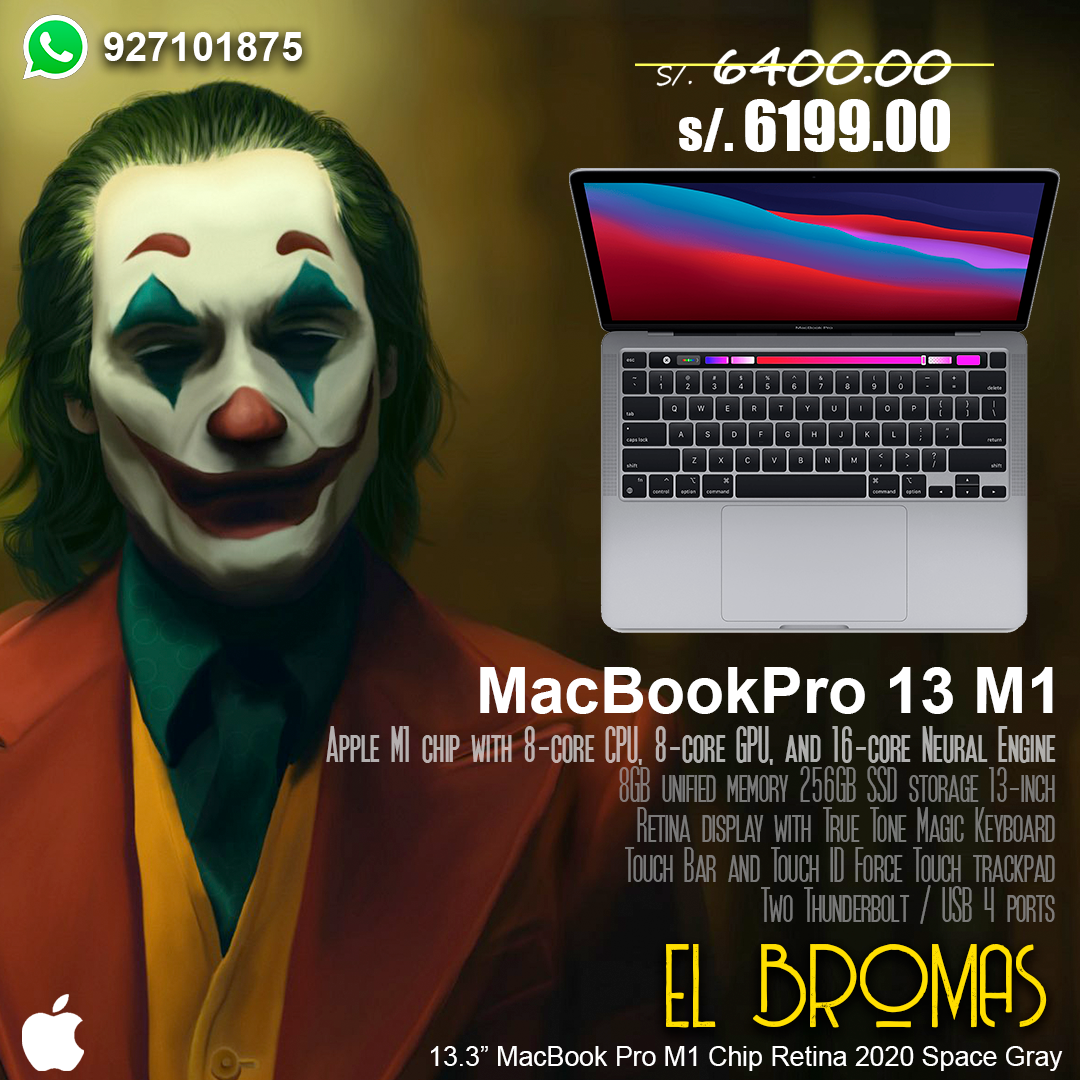 927101875
S/. 6400.00
s/. 6199.00
MacBook Pro
MacBookPro 13 M1
Apple M1 chip with 8-core CPU, 8-core GPU, and 16-core Neural Engine
8GB unified memory 256GB SSD storage 13-inch
Retina display with True Tone Magic Keyboard
Touch Bar and Touch ID Force Touch trackpad
Two Thunderbolt / USB 4 ports
EL BROMAS
13.3” MacBook Pro M1 Chip Retina 2020 Space Gray